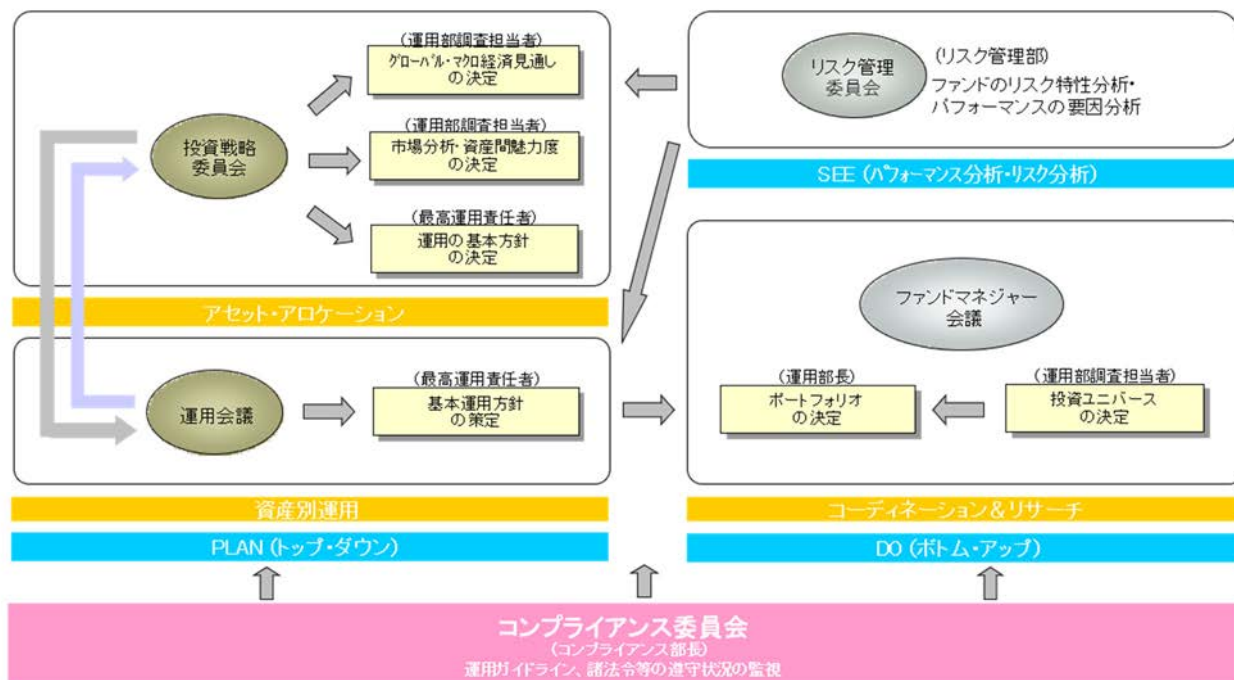 (運用部調査担当者)
グローバル・マクロ経済見通し
の決定
投資戦略
委員会
(運用部調査担当者)
市場分析・資産間魅力度
の決定
(最高運用責任者)
運用の基本方針
の決定
アセット・アロケーション
運用会議
(最高運用責任者)
基本運用方針
の策定
資産別運用
PLAN (トップ・ダウン)
リスク管理
委員会
(リスク管理部)
ファンドのリスク特性分析・
パフォーマンスの要因分析
SEE (パフォーマンス分析・リスク分析)
ファンドマネジャー
会議
(運用部長)
ポートフォリオ
の決定
(運用部調査担当者)
投資ユニバース
の決定
コーディネーション&リサーチ
DO (ボトム・アップ)
コンプライアンス委員会
(コンプライアンス部長)
運用ガイドライン、諸法令等の遵守状況の監視